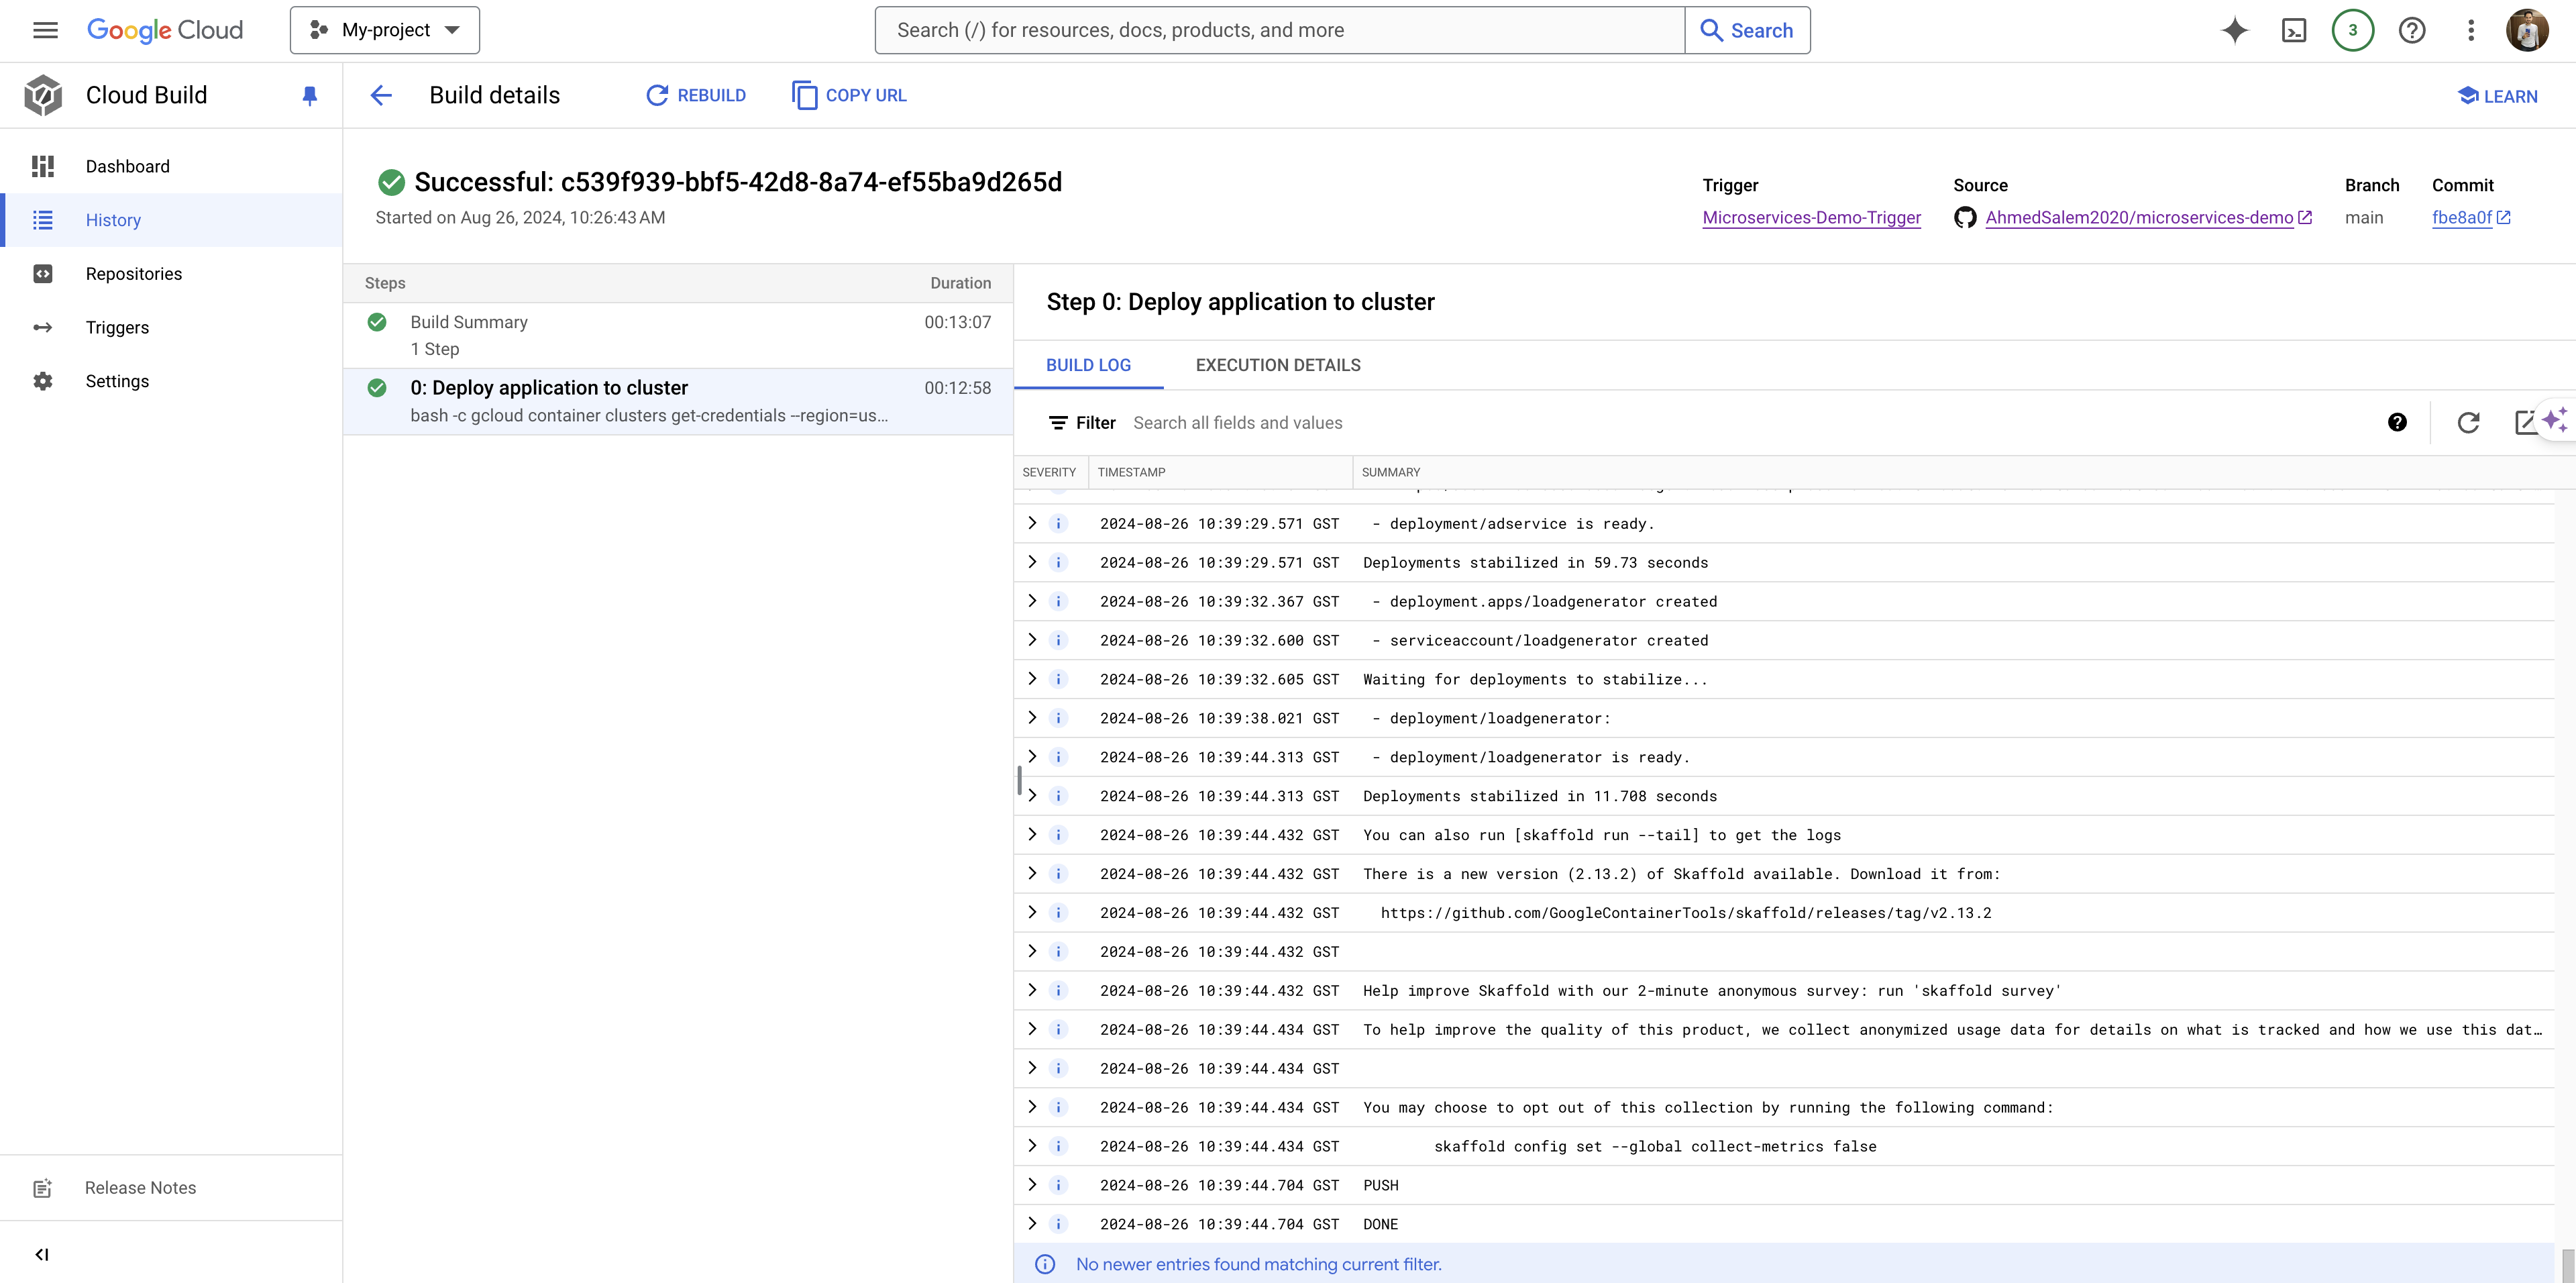 Google Cloud
My-project
Search (/) for resources, docs, products, and more
Search
3
Cloud Build
Build details
REBUILD
COPY URL
LEARN
Dashboard
History
Repositories
Triggers
Settings
Release Notes
Successful: c539f939-bbf5-42d8-8a74-ef55ba9d265d
Started on Aug 26, 2024, 10:26:43 AM
Trigger
Microservices-Demo-Trigger
Source
AhmedSalem2020/microservices-demo
Branch
main
Commit
fbe8a0f
Steps Duration
Build Summary 00:13:07
1 Step
0: Deploy application to cluster 00:12:58
bash -c gcloud container clusters get-credentials --region=us...
Step 0: Deploy application to cluster
BUILD LOG EXECUTION DETAILS
Filter Search all fields and values
SEVERITY TIMESTAMP SUMMARY
2024-08-26 10:39:29.571 GST - deployment/adservice is ready.
2024-08-26 10:39:29.571 GST Deployments stabilized in 59.73 seconds
2024-08-26 10:39:32.367 GST - deployment.apps/loadgenerator created
2024-08-26 10:39:32.600 GST - serviceaccount/loadgenerator created
2024-08-26 10:39:32.605 GST Waiting for deployments to stabilize...
2024-08-26 10:39:38.021 GST - deployment/loadgenerator:
2024-08-26 10:39:44.313 GST - deployment/loadgenerator is ready.
2024-08-26 10:39:44.313 GST Deployments stabilized in 11.708 seconds
2024-08-26 10:39:44.432 GST You can also run [skaffold run --tail] to get the logs
2024-08-26 10:39:44.432 GST There is a new version (2.13.2) of Skaffold available. Download it from:
2024-08-26 10:39:44.432 GST https://github.com/GoogleContainerTools/skaffold/releases/tag/v2.13.2
2024-08-26 10:39:44.432 GST
2024-08-26 10:39:44.432 GST Help improve Skaffold with our 2-minute anonymous survey: run 'skaffold survey'
2024-08-26 10:39:44.434 GST To help improve the quality of this product, we collect anonymized usage data for details on what is tracked and how we use this dat…
2024-08-26 10:39:44.434 GST
2024-08-26 10:39:44.434 GST You may choose to opt out of this collection by running the following command:
2024-08-26 10:39:44.434 GST skaffold config set --global collect-metrics false
2024-08-26 10:39:44.704 GST PUSH
2024-08-26 10:39:44.704 GST DONE
No newer entries found matching current filter.